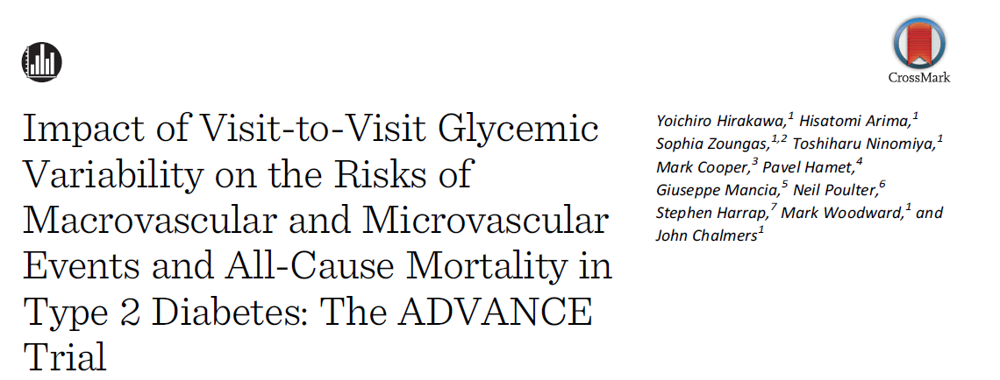 CrossMark
Impact of Visit-to-Visit Glycemic
Variability on the Risks of
Macrovascular and Microvascular
Events and All-Cause Mortality in
Type 2 Diabetes: The ADVANCE
Trial
Yoichiro Hirakawa,¹ Hisatomi Arima,¹
Sophia Zoungas,¹,² Toshiharu Ninomiya,¹
Mark Cooper,³ Pavel Hamet,⁴
Giuseppe Mancia,⁵ Neil Poulter,⁶
Stephen Harrap,⁷ Mark Woodward,¹ and
John Chalmers¹